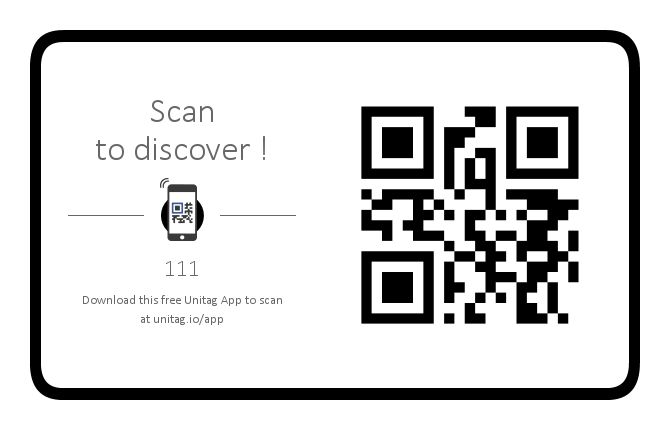 Scan
to discover !
111
Download this free Unitag App to scan
at unitag.io/app